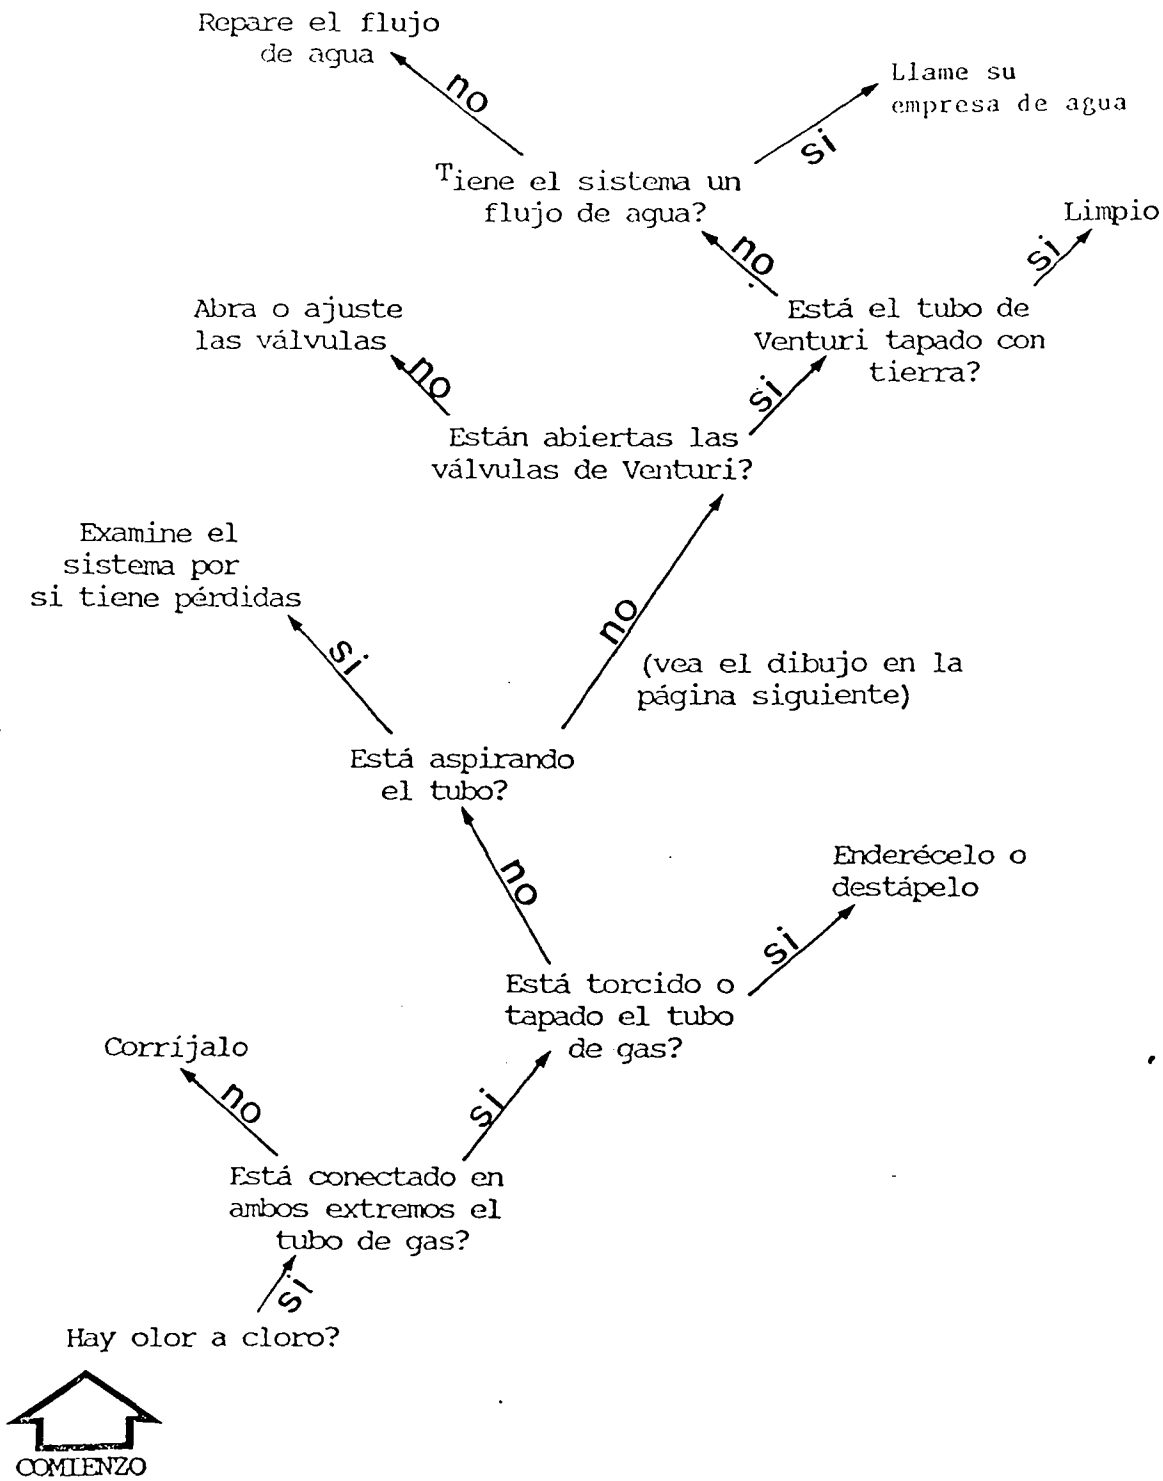 Repare el flujo
de agua
no
Llame su
empresa de agua
si
Tiene el sistema un
flujo de agua?
Limpio
no
si
Abra o ajuste
las válvulas
Está el tubo de
Venturi tapado con
tierra?
no
si
Están abiertas las
válvulas de Venturi?
Examine el
sistema por
si tiene pérdidas
no
si
(vea el dibujo en la
página siguiente)
Está aspirando
el tubo?
Enderécelo o
destápelo
no
si
Está torcido o
tapado el tubo
de gas?
Corríjalo
no
si
Está conectado en
ambos extremos el
tubo de gas?
si
Hay olor a cloro?
COMIENZO